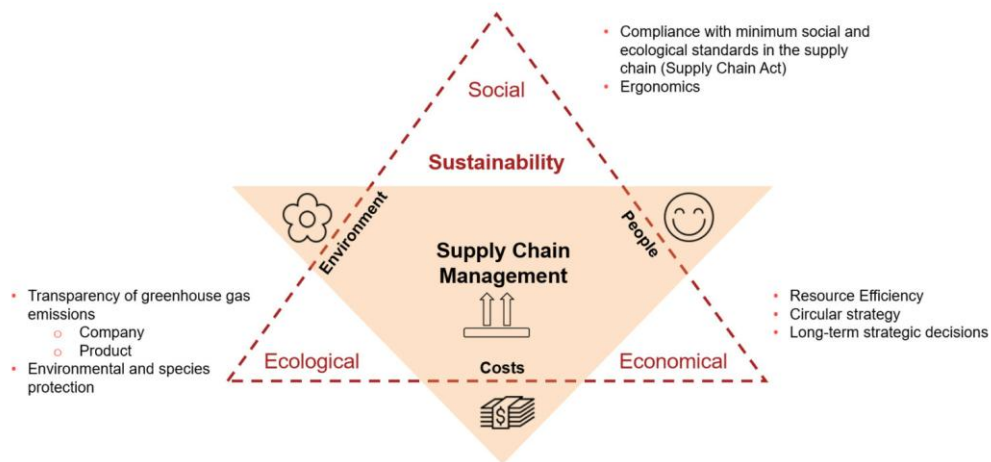 • Compliance with minimum social and
ecological standards in the supply
chain (Supply Chain Act)
• Ergonomics
Social
Sustainability
Environment
People
Supply Chain
Management
• Transparency of greenhouse gas
emissions
o Company
o Product
• Environmental and species
protection
• Resource Efficiency
• Circular strategy
• Long-term strategic decisions
Ecological
Costs
Economical
$